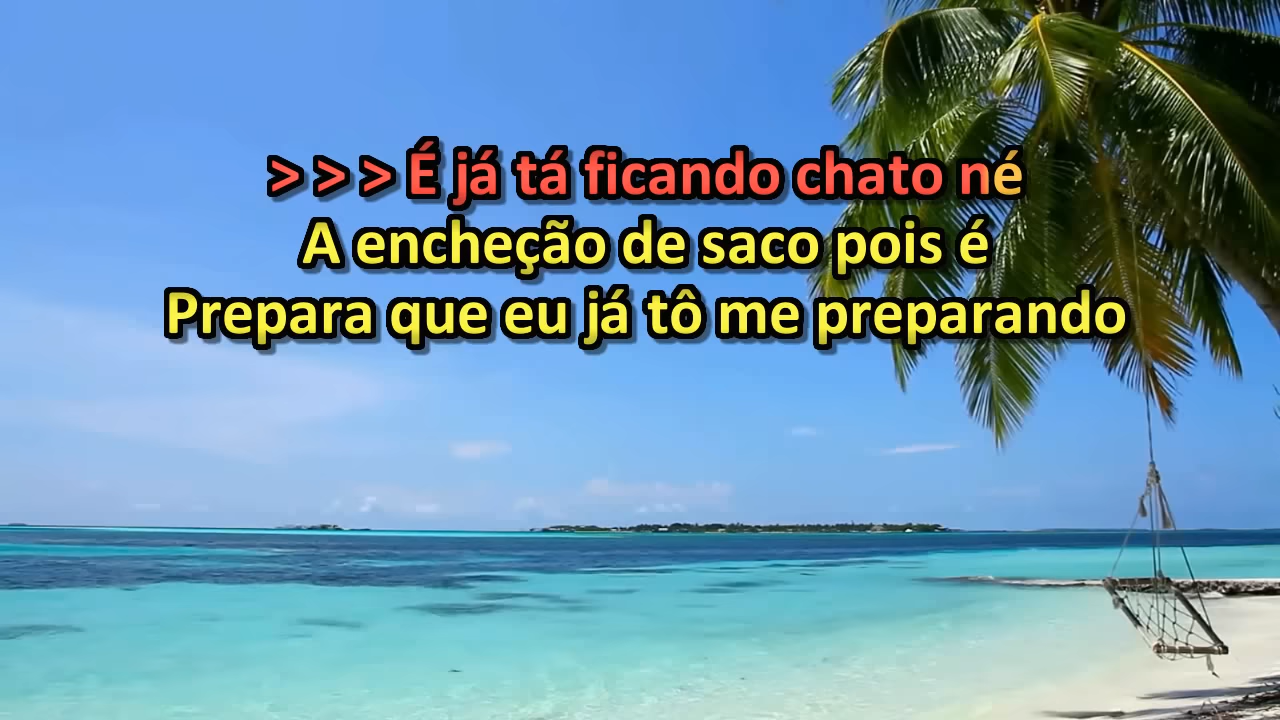 > > > É já tá ficando chato né
A encheção de saco pois é
Prepara que eu já tô me preparando